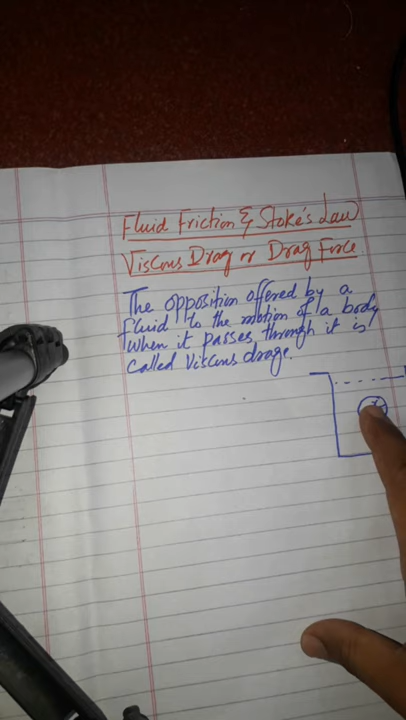 Fluid Friction & Stoke's Law
Viscous Drag or Drag Force
The opposition offered by a
fluid to the motion of a body
when it passes through it is
called Viscous drage.